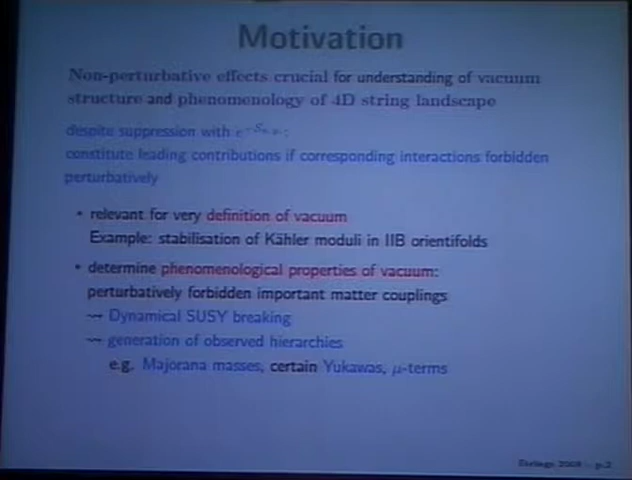 Motivation
Non-perturbative effects crucial for understanding of vacuum
structure and phenomenology of 4D string landscape
despite suppression with
constitute leading contributions if corresponding interactions forbidden
perturbatively
• relevant for very definition of vacuum
Example: stabilisation of Kähler moduli in IIB orientifolds
• determine phenomenological properties of vacuum:
perturbatively forbidden important matter couplings
⇝ Dynamical SUSY breaking
⇝ generation of observed hierarchies
e.g. Majorana masses, certain Yukawas, μ-terms
Strings 2008 - p.2